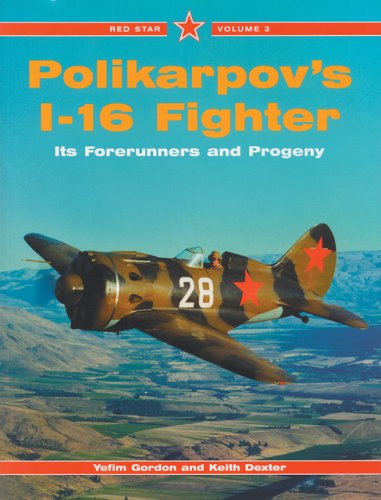 RED STAR VOLUME 3
Polikarpov's
I-16 Fighter
Its Forerunners and Progeny
28
Yefim Gordon and Keith Dexter